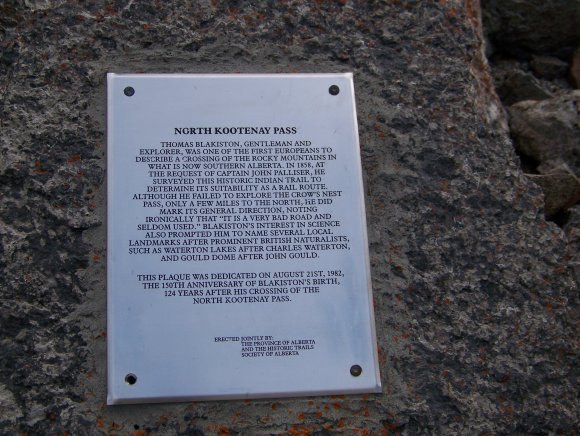 NORTH KOOTENAY PASS
THOMAS BLAKISTON, GENTLEMAN AND
EXPLORER, WAS ONE OF THE FIRST EUROPEANS TO
DESCRIBE A CROSSING OF THE ROCKY MOUNTAINS IN
WHAT IS NOW SOUTHERN ALBERTA. IN 1858, AT
THE REQUEST OF CAPTAIN JOHN PALLISER, HE
SURVEYED THIS HISTORIC INDIAN TRAIL TO
DETERMINE ITS SUITABILITY AS A RAIL ROUTE.
ALTHOUGH HE FAILED TO EXPLORE THE CROW'S NEST
PASS, ONLY A FEW MILES TO THE NORTH, HE DID
MARK ITS GENERAL DIRECTION, NOTING
IRONICALLY THAT "IT IS A VERY BAD ROAD AND
SELDOM USED." BLAKISTON'S INTEREST IN SCIENCE
ALSO PROMPTED HIM TO NAME SEVERAL LOCAL
LANDMARKS AFTER PROMINENT BRITISH NATURALISTS,
SUCH AS WATERTON LAKES AFTER CHARLES WATERTON,
AND GOULD DOME AFTER JOHN GOULD.
THIS PLAQUE WAS DEDICATED ON AUGUST 21ST, 1982,
THE 150TH ANNIVERSARY OF BLAKISTON'S BIRTH,
124 YEARS AFTER HIS CROSSING OF THE
NORTH KOOTENAY PASS.
ERECTED JOINTLY BY:
THE PROVINCE OF ALBERTA
AND THE HISTORIC TRAILS
SOCIETY OF ALBERTA